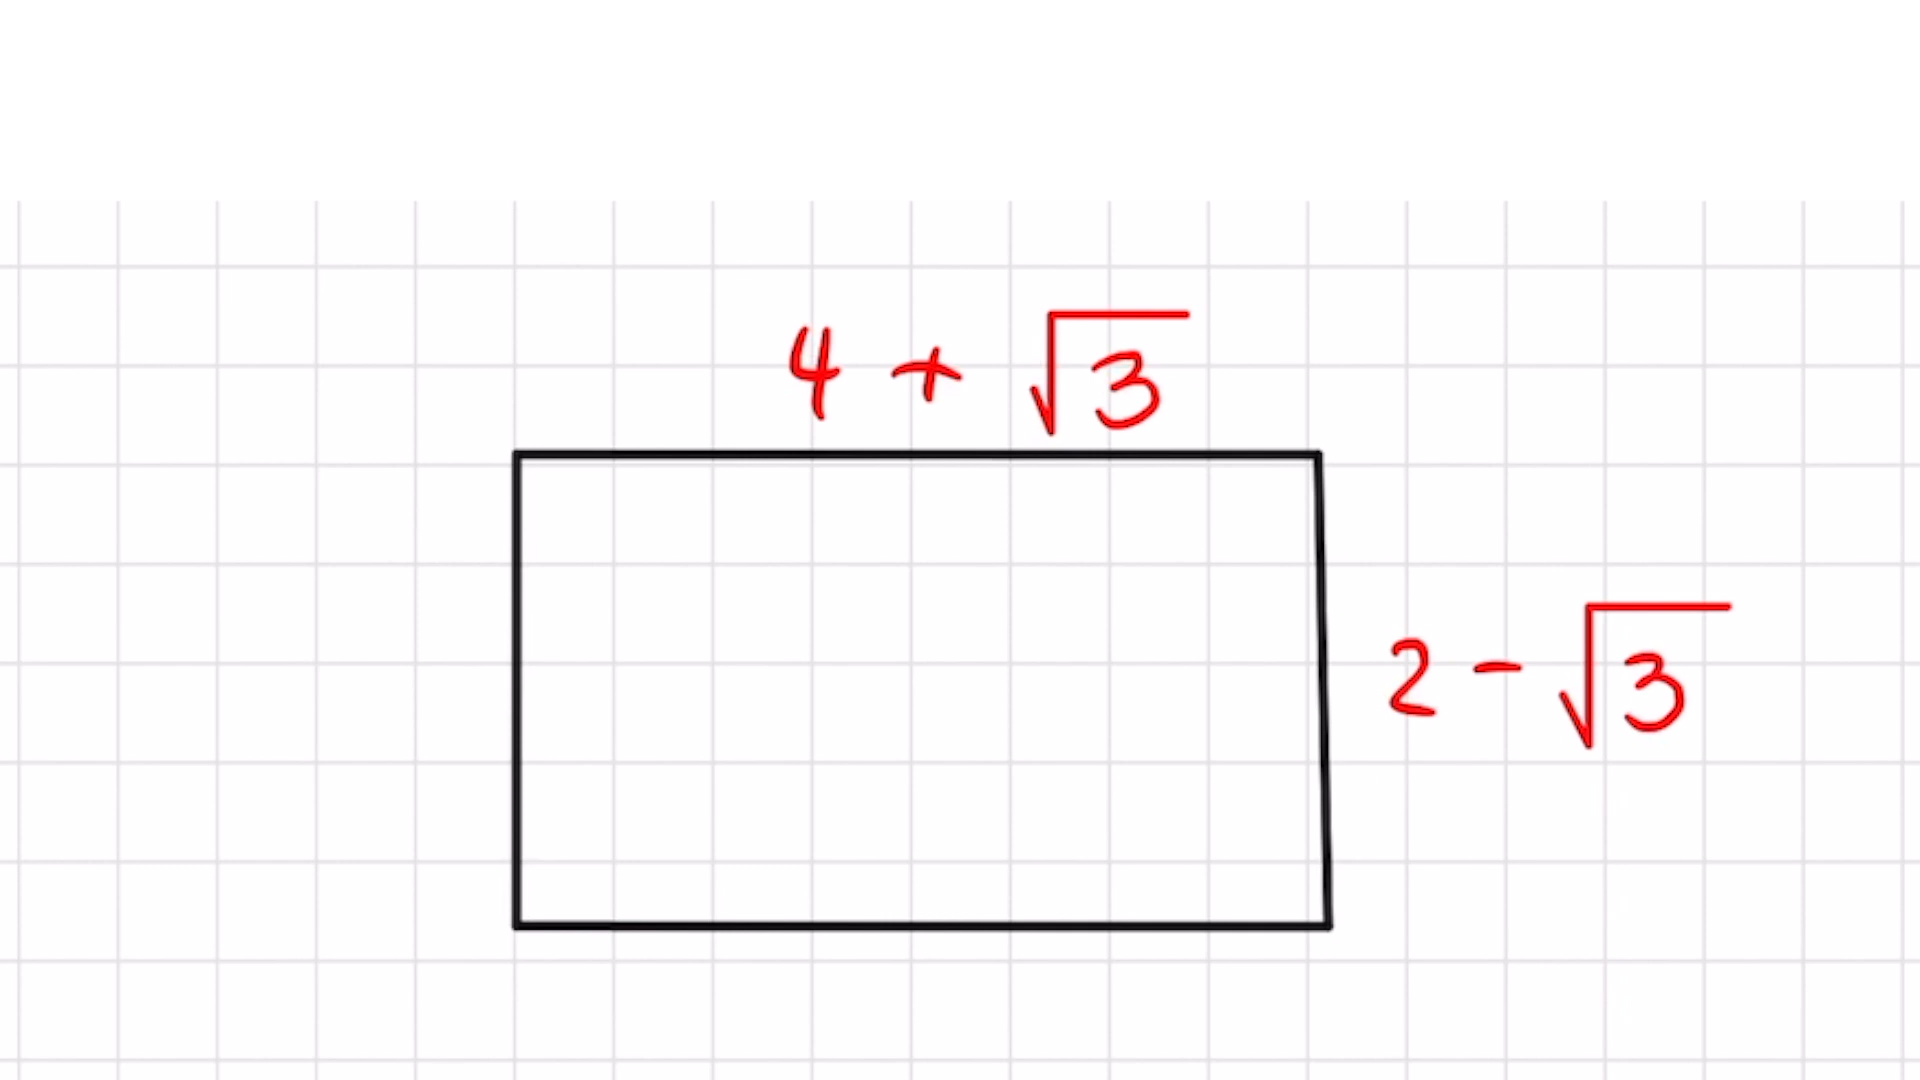 4 + √3
2 - √3